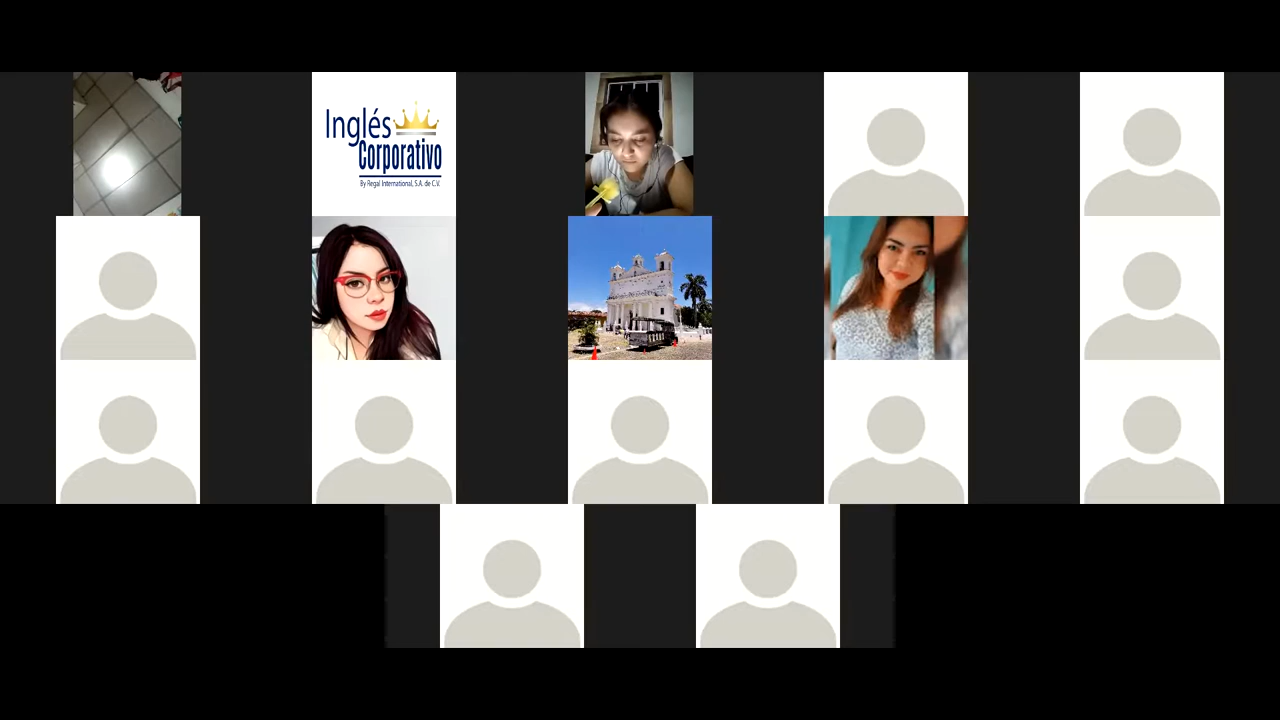 Inglés
Corporativo
By Regal International, S.A. de C.V.